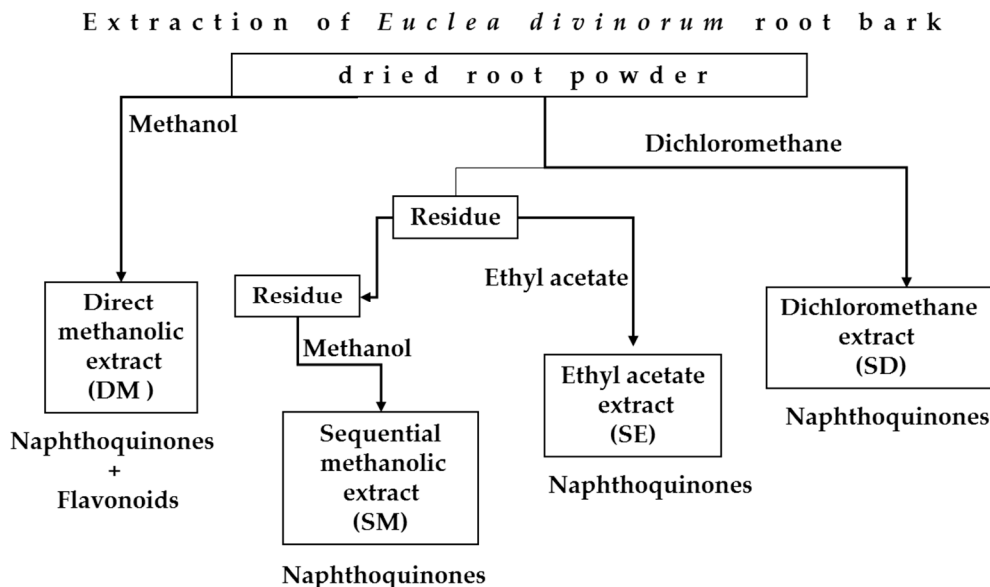 Extraction of Euclea divinorum root bark
dried root powder
Methanol
Dichloromethane
Residue
Ethyl acetate
Residue
Methanol
Direct
methanolic
extract
(DM )
Naphthoquinones
+
Flavonoids
Sequential
methanolic
extract
(SM)
Naphthoquinones
Ethyl acetate
extract
(SE)
Naphthoquinones
Dichloromethane
extract
(SD)
Naphthoquinones